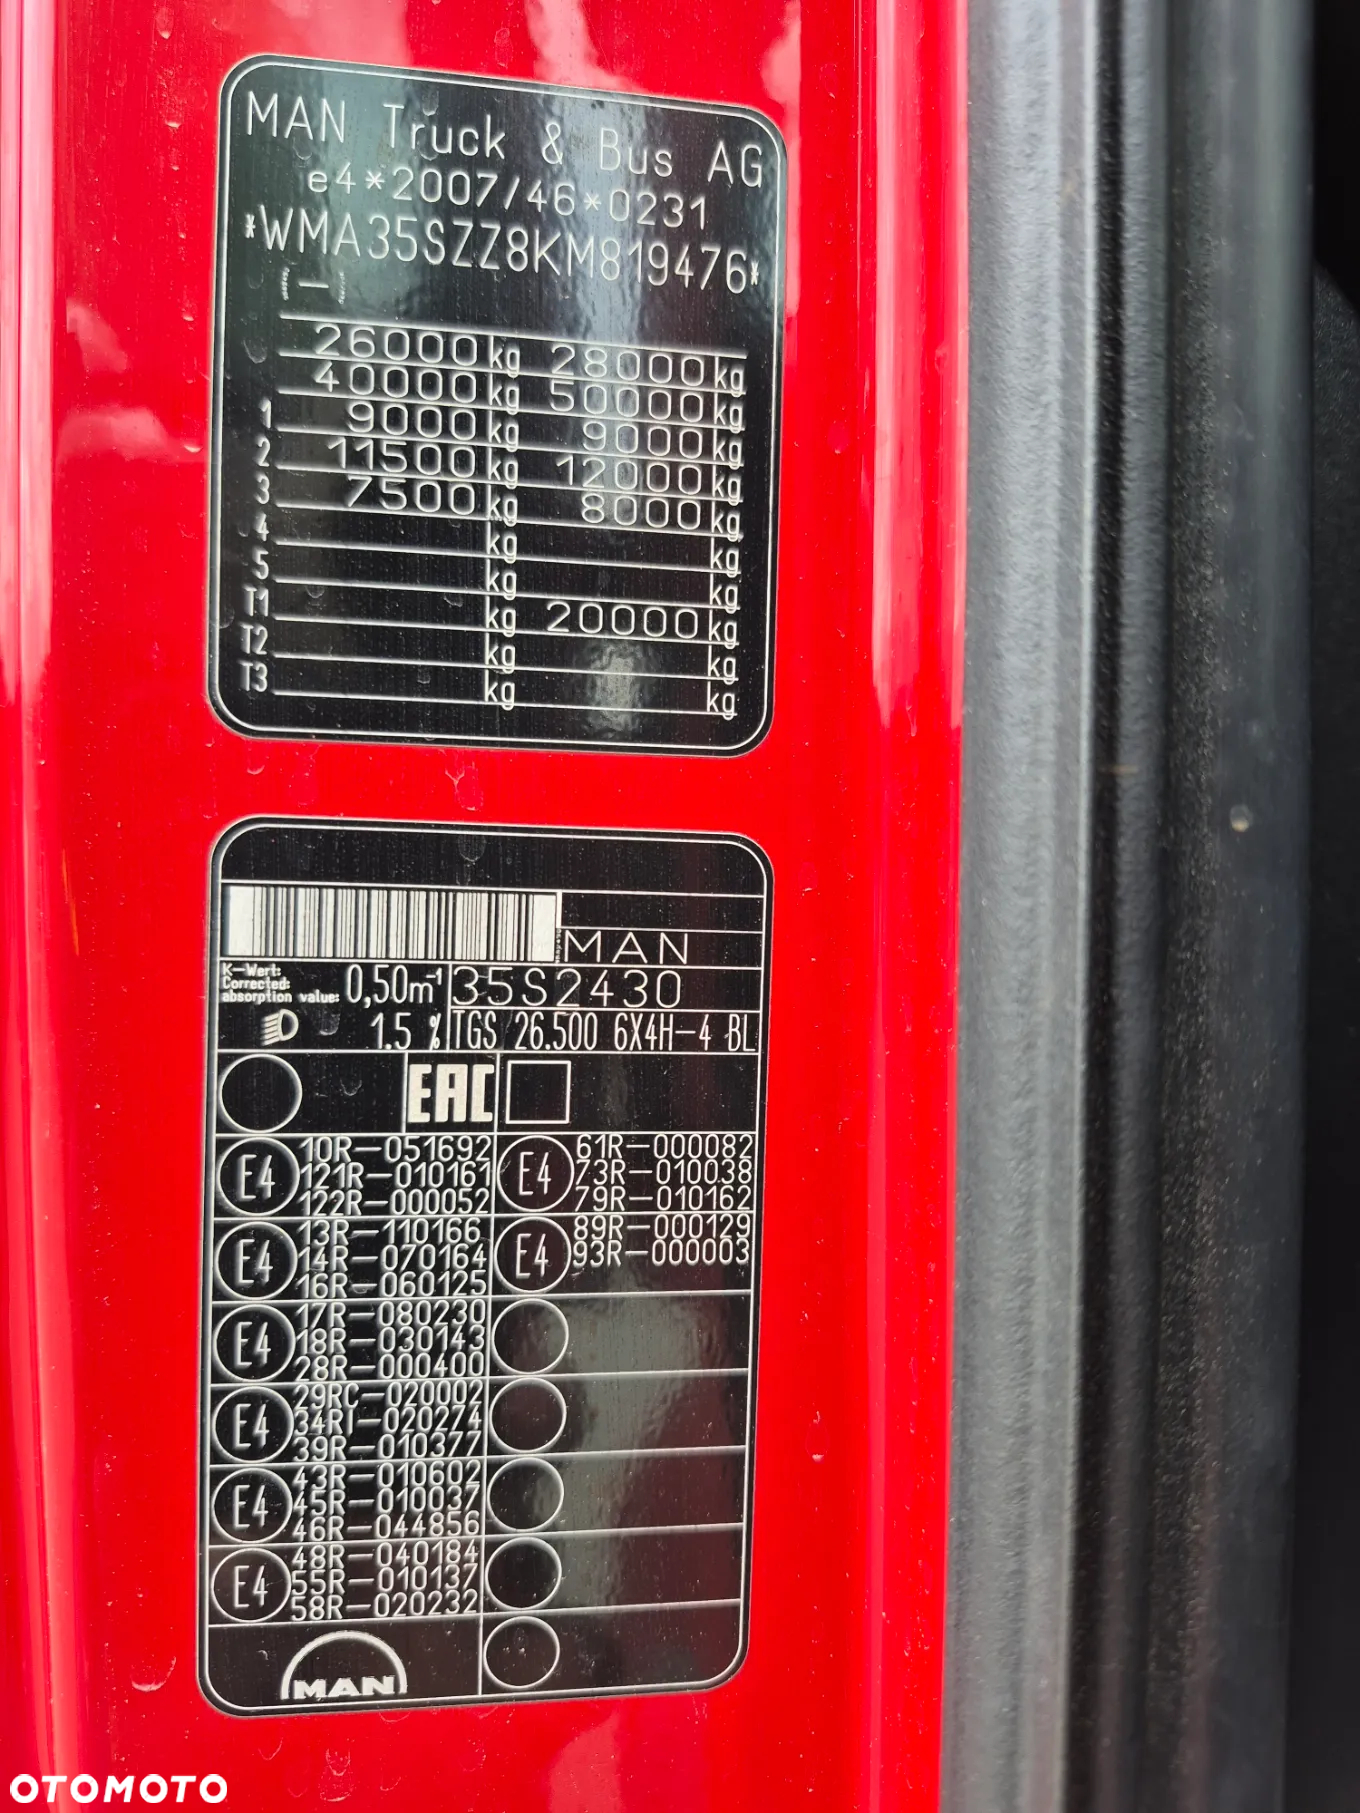 MAN Truck & Bus AG
e4*2007/46*0231
*WMA35SZZ8KM819476*
(-)
26000 kg 28000 kg
40000 kg 50000 kg
1 9000 kg 9000 kg
2 11500 kg 12000 kg
3 7500 kg 8000 kg
4 kg kg
5 kg kg
T1 kg 20000 kg
T2 kg kg
T3 kg kg
MAN
K-Wert:
Corrected:
absorption value: 0,50m⁻¹ 35S2430
1.5 % TGS 26.500 6X4H-4 BL
EAC
E4 10R-051692 E4 61R-000082
121R-010161 73R-010038
122R-000052 79R-010162
E4 13R-110166 E4 89R-000129
14R-070164 93R-000003
16R-060125
E4 17R-080230
18R-030143
28R-000400
E4 29RC-020002
34RI-020274
39R-010377
E4 43R-010602
45R-010037
46R-044856
E4 48R-040184
55R-010137
58R-020232
MAN
OTOMOTO